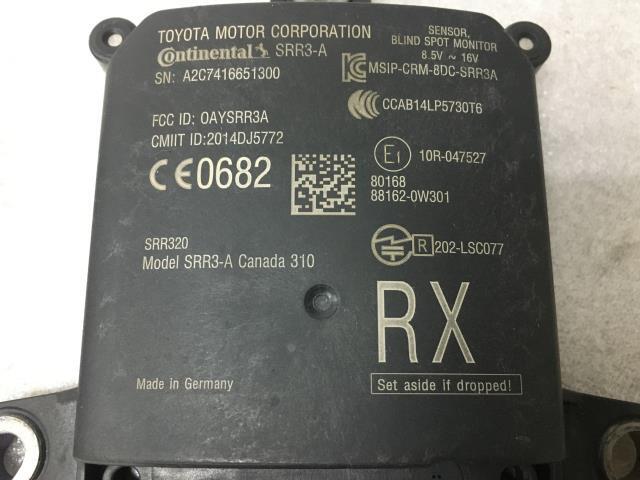 TOYOTA MOTOR CORPORATION
SENSOR,
BLIND SPOT MONITOR
8.5V ~ 16V
Continental SRR3-A
SN: A2C7416651300
MSIP-CRM-8DC-SRR3A
CCC
CCAB14LP5730T6
FCC ID: OAYSRR3A
CMIIT ID:2014DJ5772
CE0682
E1 10R-047527
80168
88162-0W301
R 202-LSC077
SRR320
Model SRR3-A Canada 310
RX
Made in Germany
Set aside if dropped!